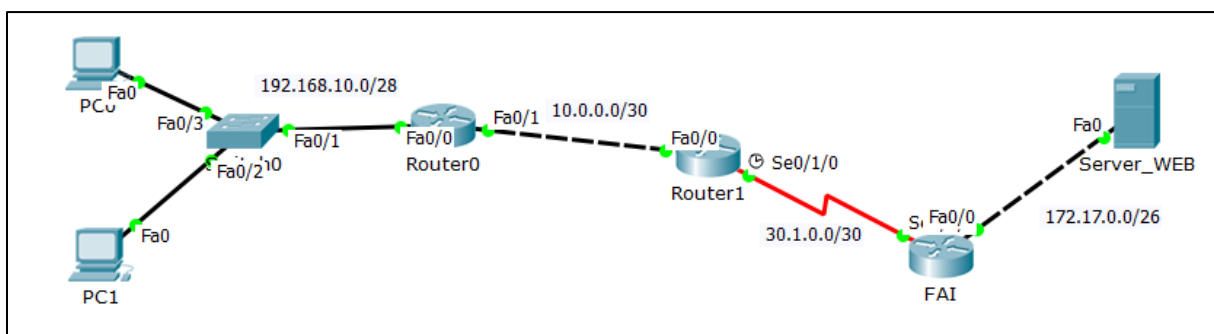 PC0
Fa0
Fa0/3
192.168.10.0/28
Fa0/1
Fa0/2
Fa0
PC1
Fa0/0
Router0
Fa0/1
10.0.0.0/30
Fa0/0
Router1
Se0/1/0
30.1.0.0/30
Fa0/0
FAI
172.17.0.0/26
Fa0
Server_WEB